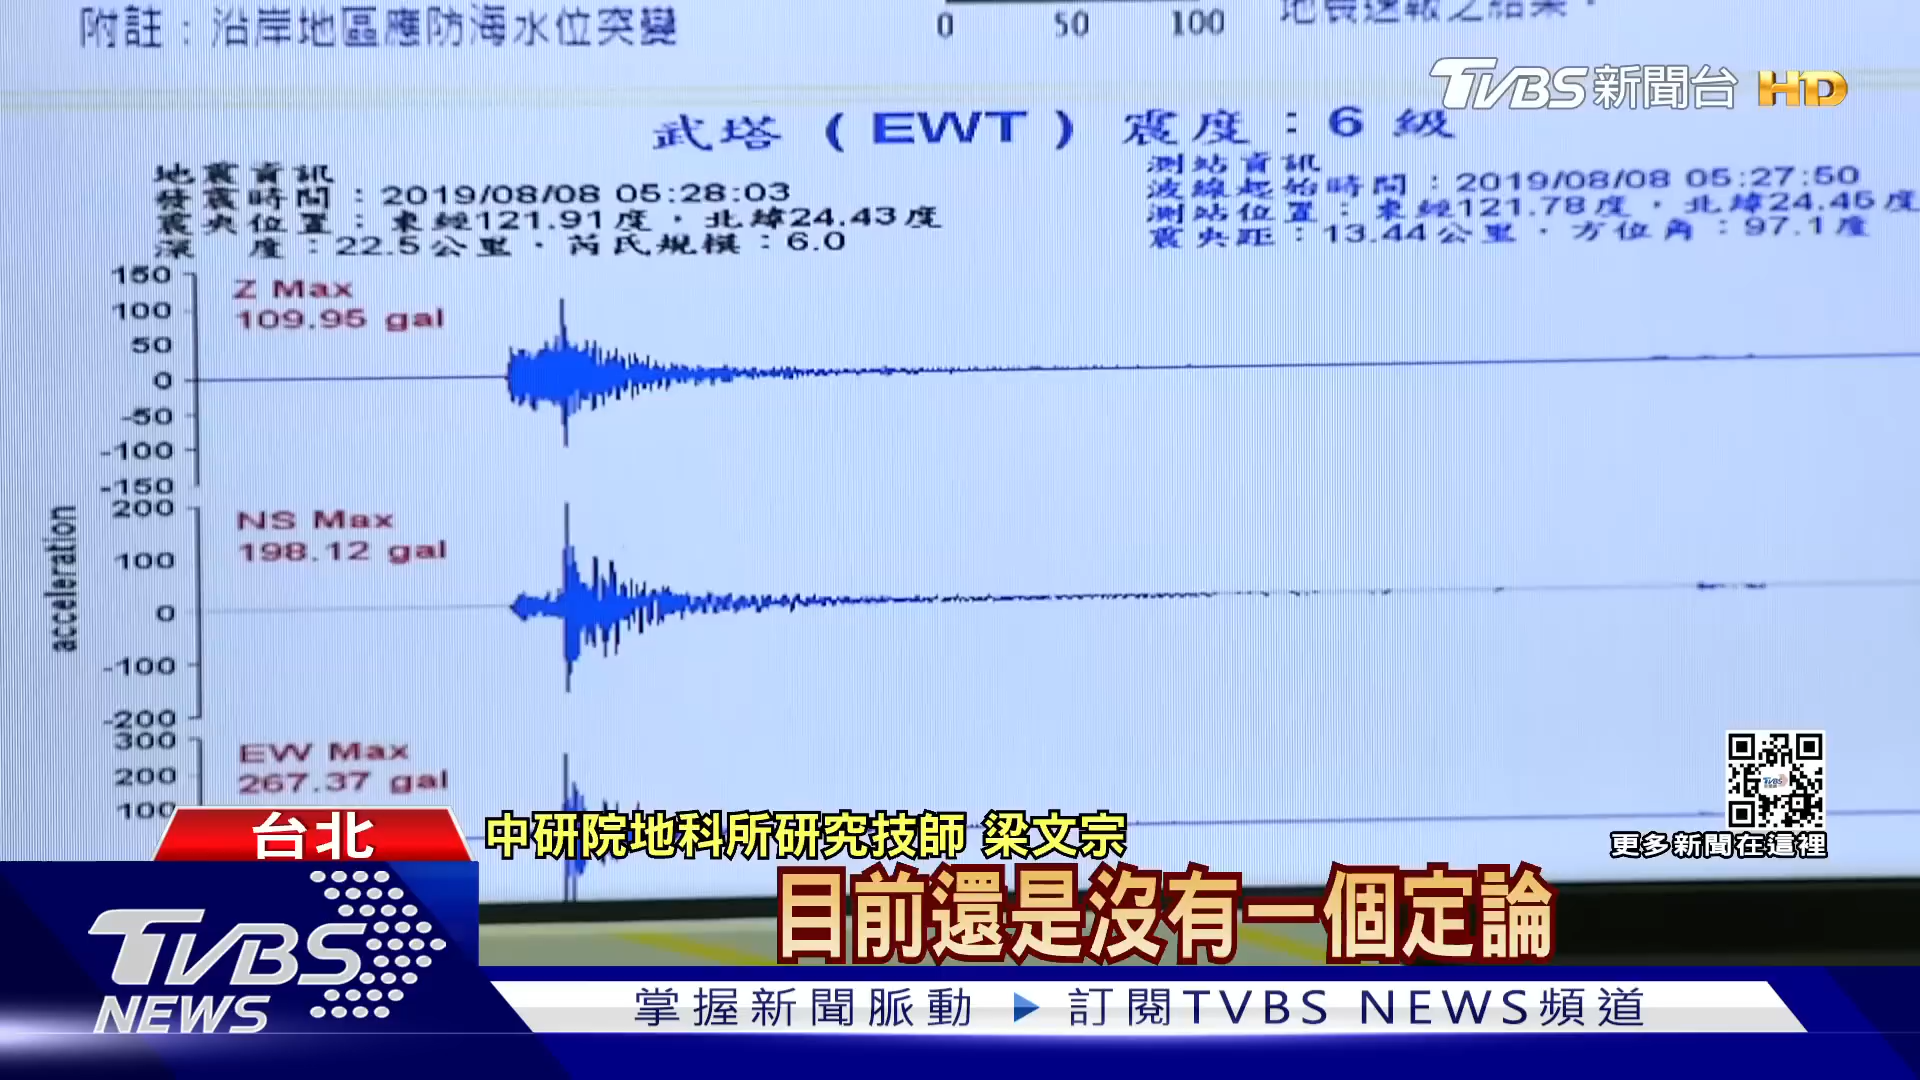 附註：沿岸地區應防海水位突變
0 50 100
TVBS新聞台 HD
武塔 ( EWT ) 震度：6 級
地震資訊
發震時間：2019/08/08 05:28:03
震央位置：東經121.91度，北緯24.43度
深 度：22.5公里．芮氏規模：6.0
測站資訊
波線起始時間：2019/08/08 05:27:50
測站位置：東經121.78度，北緯24.45度
震央距：13.44公里．方位角：97.1度
acceleration
150
100
50
0
-50
-100
-150
Z Max
109.95 gal
200
100
0
-100
-200
NS Max
198.12 gal
300
200
100
EW Max
267.37 gal
更多新聞在這裡
台北
中研院地科所研究技師 梁文宗
目前還是沒有一個定論
TVBS
NEWS
掌握新聞脈動 ▶ 訂閱TVBS NEWS頻道